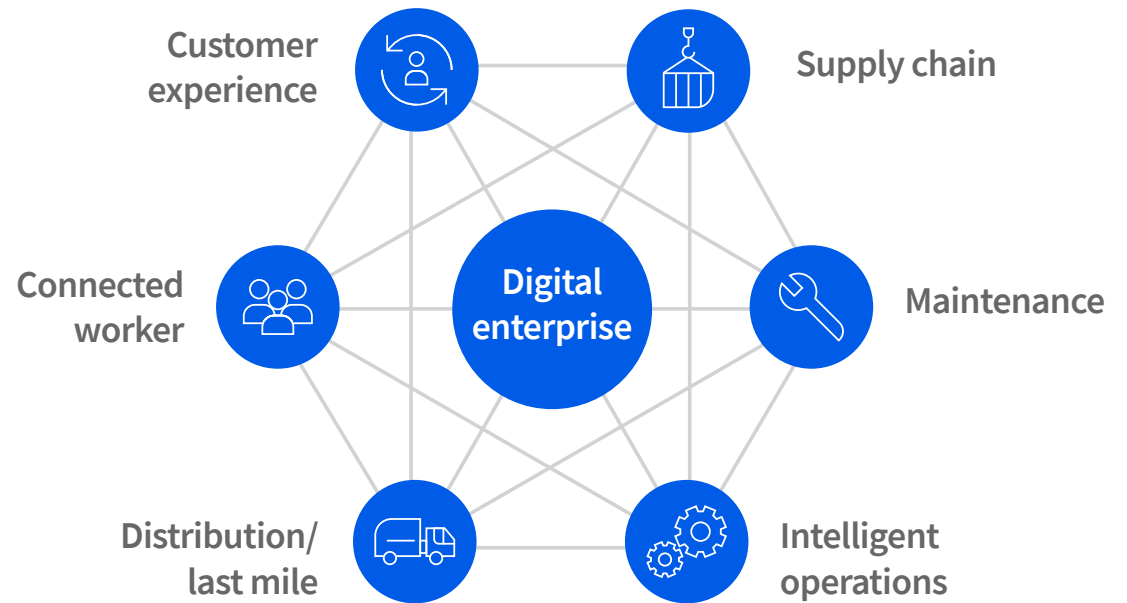 Customer
experience
Supply chain
Connected
worker
Digital
enterprise
Maintenance
Distribution/
last mile
Intelligent
operations